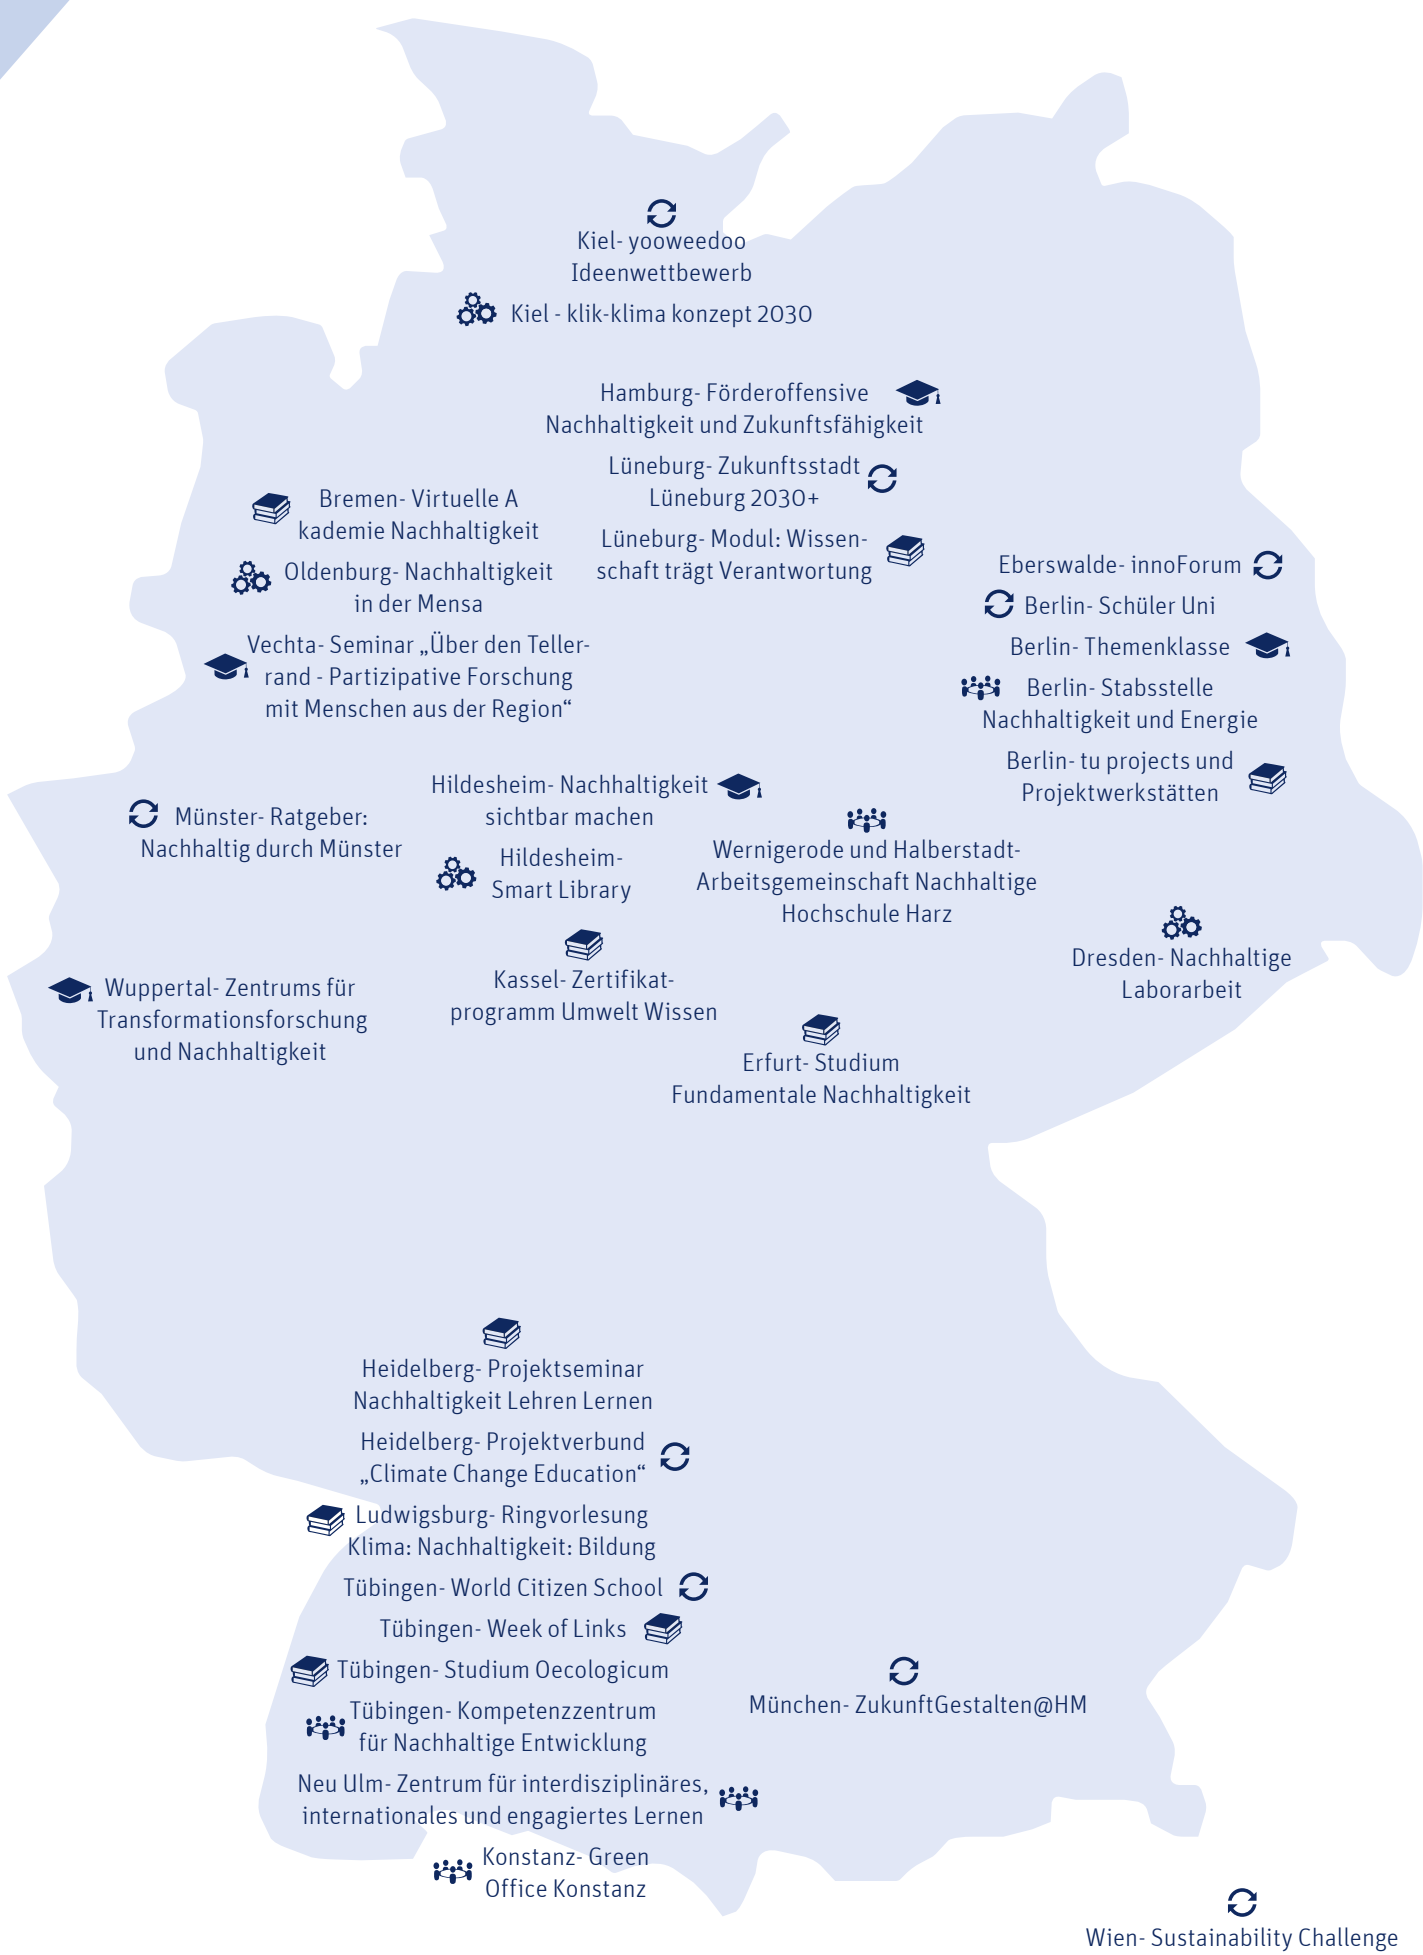 Kiel- yooweedoo
Ideenwettbewerb
Kiel - klik-klima konzept 2030
Hamburg- Förderoffensive
Nachhaltigkeit und Zukunftsfähigkeit
Lüneburg- Zukunftsstadt
Lüneburg 2030+
Lüneburg- Modul: Wissen-
schaft trägt Verantwortung
Bremen- Virtuelle A
kademie Nachhaltigkeit
Oldenburg- Nachhaltigkeit
in der Mensa
Vechta- Seminar „Über den Teller-
rand - Partizipative Forschung
mit Menschen aus der Region“
Eberswalde- innoForum
Berlin- Schüler Uni
Berlin- Themenklasse
Berlin- Stabsstelle
Nachhaltigkeit und Energie
Berlin- tu projects und
Projektwerkstätten
Münster- Ratgeber:
Nachhaltig durch Münster
Hildesheim- Nachhaltigkeit
sichtbar machen
Hildesheim-
Smart Library
Wernigerode und Halberstadt-
Arbeitsgemeinschaft Nachhaltige
Hochschule Harz
Dresden- Nachhaltige
Laborarbeit
Wuppertal- Zentrums für
Transformationsforschung
und Nachhaltigkeit
Kassel- Zertifikat-
programm Umwelt Wissen
Erfurt- Studium
Fundamentale Nachhaltigkeit
Heidelberg- Projektseminar
Nachhaltigkeit Lehren Lernen
Heidelberg- Projektverbund
„Climate Change Education“
Ludwigsburg- Ringvorlesung
Klima: Nachhaltigkeit: Bildung
Tübingen- World Citizen School
Tübingen- Week of Links
Tübingen- Studium Oecologicum
Tübingen- Kompetenzzentrum
für Nachhaltige Entwicklung
Neu Ulm- Zentrum für interdisziplinäres,
internationales und engagiertes Lernen
Konstanz- Green
Office Konstanz
München- ZukunftGestalten@HM
Wien- Sustainability Challenge